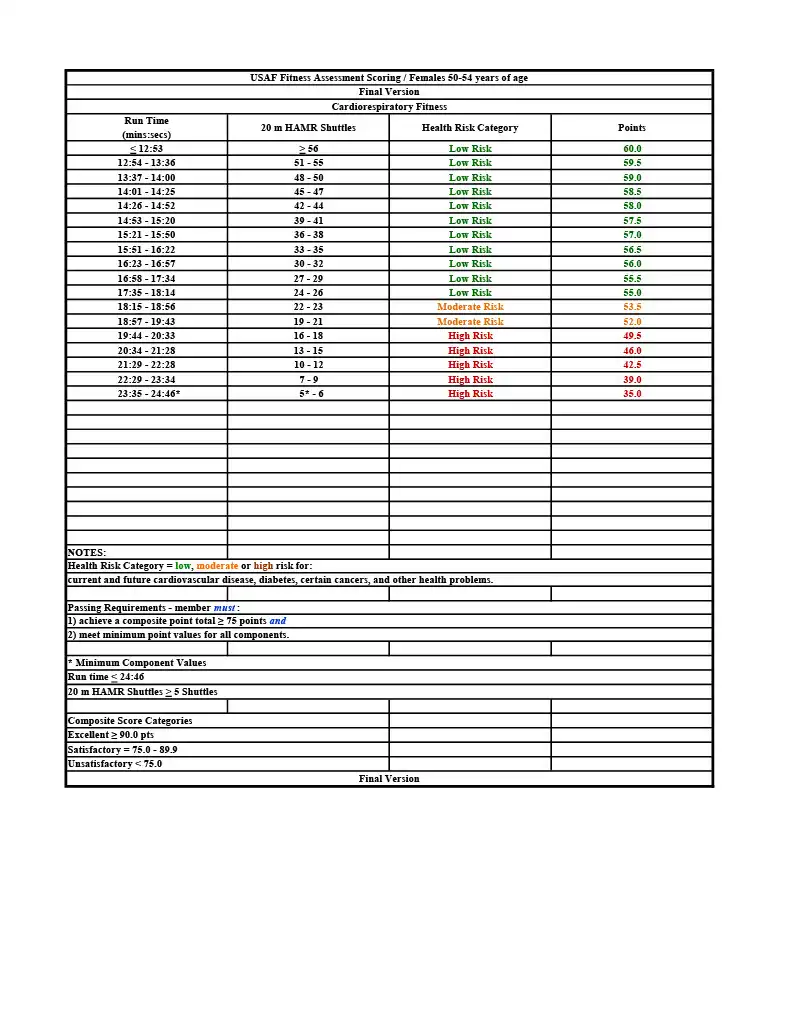 USAF Fitness Assessment Scoring / Females 50-54 years of age
Final Version
Cardiorespiratory Fitness
Run Time (mins:secs) 20 m HAMR Shuttles Health Risk Category Points
≤ 12:53 ≥ 56 Low Risk 60.0
12:54 - 13:36 51 - 55 Low Risk 59.5
13:37 - 14:00 48 - 50 Low Risk 59.0
14:01 - 14:25 45 - 47 Low Risk 58.5
14:26 - 14:52 42 - 44 Low Risk 58.0
14:53 - 15:20 39 - 41 Low Risk 57.5
15:21 - 15:50 36 - 38 Low Risk 57.0
15:51 - 16:22 33 - 35 Low Risk 56.5
16:23 - 16:57 30 - 32 Low Risk 56.0
16:58 - 17:34 27 - 29 Low Risk 55.5
17:35 - 18:14 24 - 26 Low Risk 55.0
18:15 - 18:56 22 - 23 Moderate Risk 53.5
18:57 - 19:43 19 - 21 Moderate Risk 52.0
19:44 - 20:33 16 - 18 High Risk 49.5
20:34 - 21:28 13 - 15 High Risk 46.0
21:29 - 22:28 10 - 12 High Risk 42.5
22:29 - 23:34 7 - 9 High Risk 39.0
23:35 - 24:46* 5* - 6 High Risk 35.0
NOTES:
Health Risk Category = low, moderate or high risk for:
current and future cardiovascular disease, diabetes, certain cancers, and other health problems.
Passing Requirements - member must :
1) achieve a composite point total ≥ 75 points and
2) meet minimum point values for all components.
* Minimum Component Values
Run time ≤ 24:46
20 m HAMR Shuttles ≥ 5 Shuttles
Composite Score Categories
Excellent ≥ 90.0 pts
Satisfactory = 75.0 - 89.9
Unsatisfactory < 75.0
Final Version